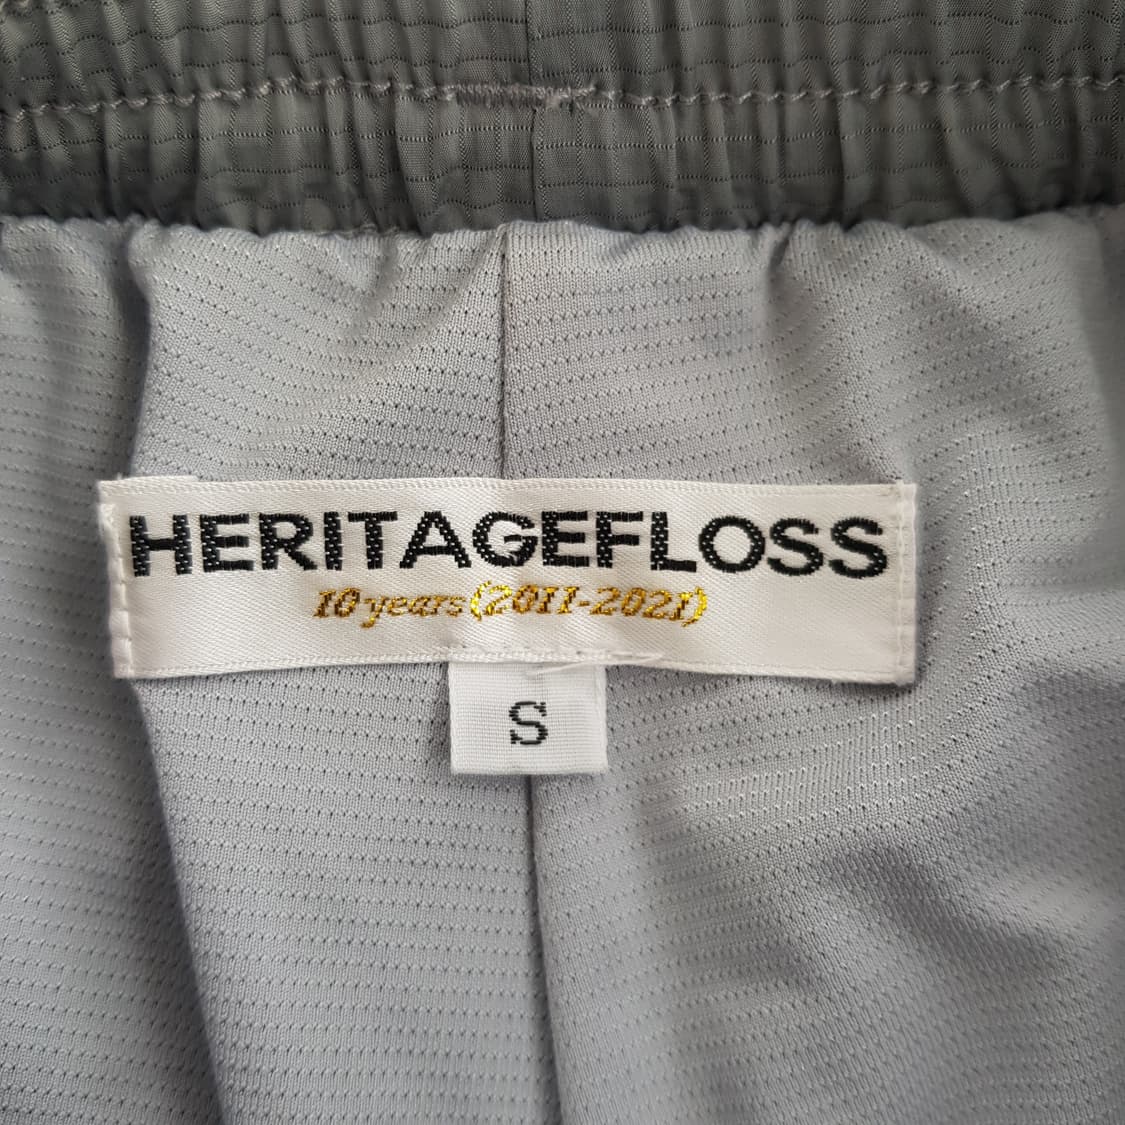 HERITAGEFLOSS
10 years (2011-2021)
S